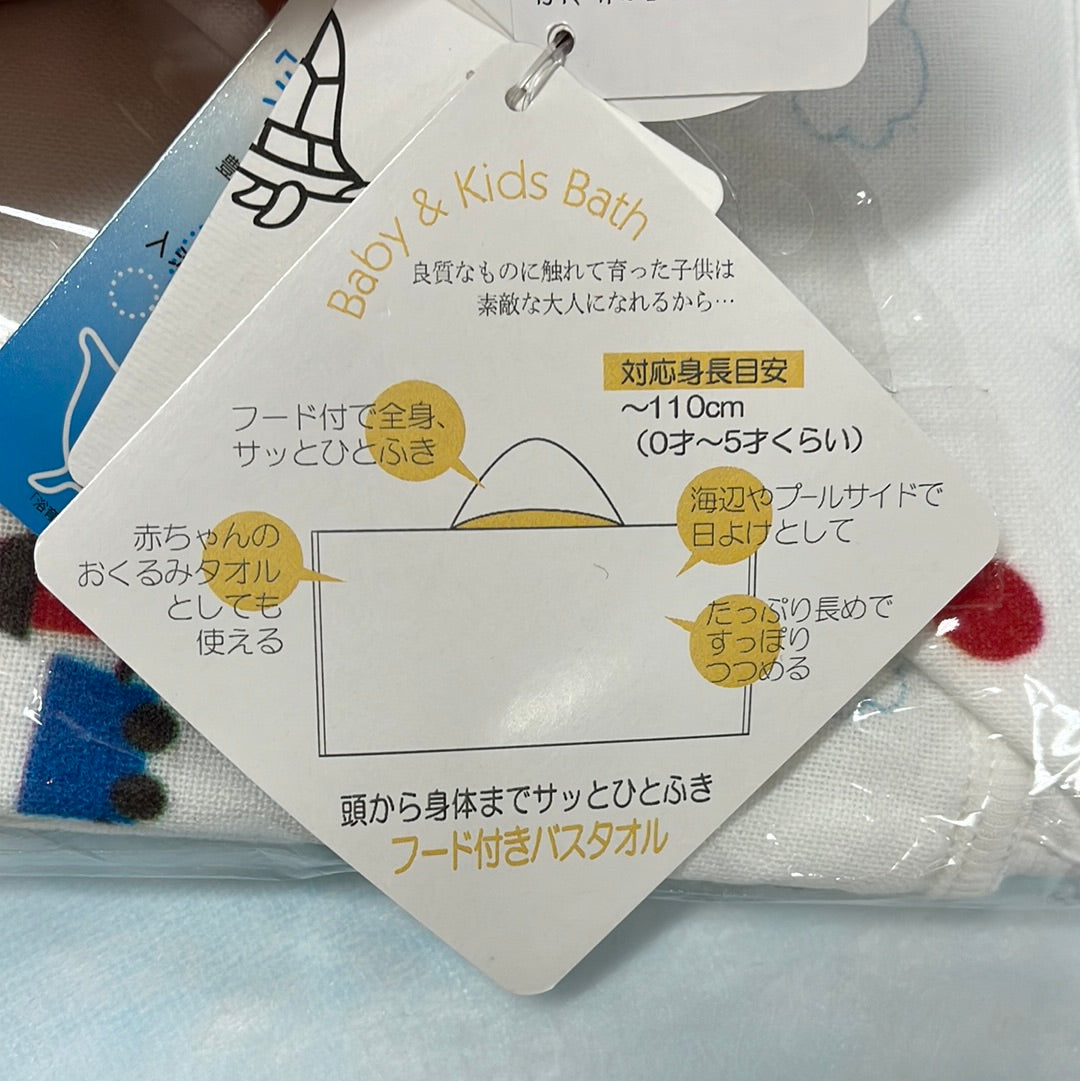 Baby & Kids Bath
良質なものに触れて育った子供は
素敵な大人になれるから…
対応身長目安
～110cm
（0才～5才くらい）
フード付で全身、
サッとひとふき
海辺やプールサイドで
日よけとして
赤ちゃんの
おくるみタオル
としても
使える
たっぷり長めで
すっぽり
つつめる
頭から身体までサッとひとふき
フード付きバスタオル